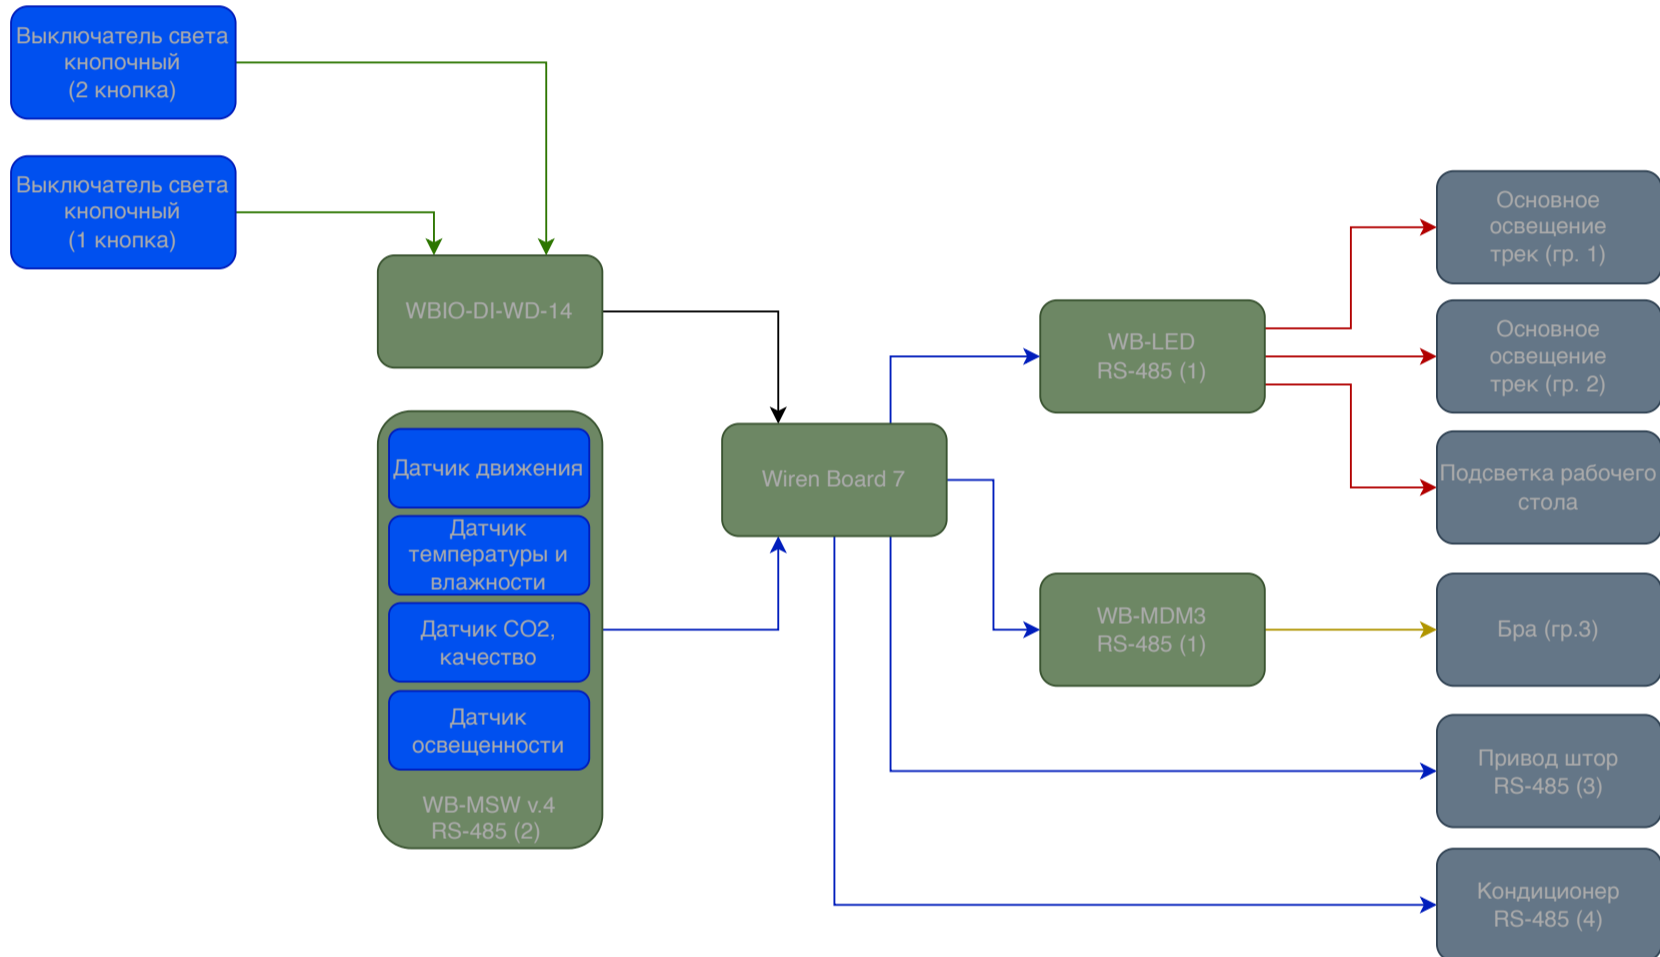 Выключатель света
кнопочный
(2 кнопка)
Выключатель света
кнопочный
(1 кнопка)
WBIO-DI-WD-14
Датчик движения
Датчик
температуры и
влажности
Датчик CO2,
качество
Датчик
освещенности
WB-MSW v.4
RS-485 (2)
Wiren Board 7
WB-LED
RS-485 (1)
WB-MDM3
RS-485 (1)
Основное
освещение
трек (гр. 1)
Основное
освещение
трек (гр. 2)
Подсветка рабочего
стола
Бра (гр.3)
Привод штор
RS-485 (3)
Кондиционер
RS-485 (4)